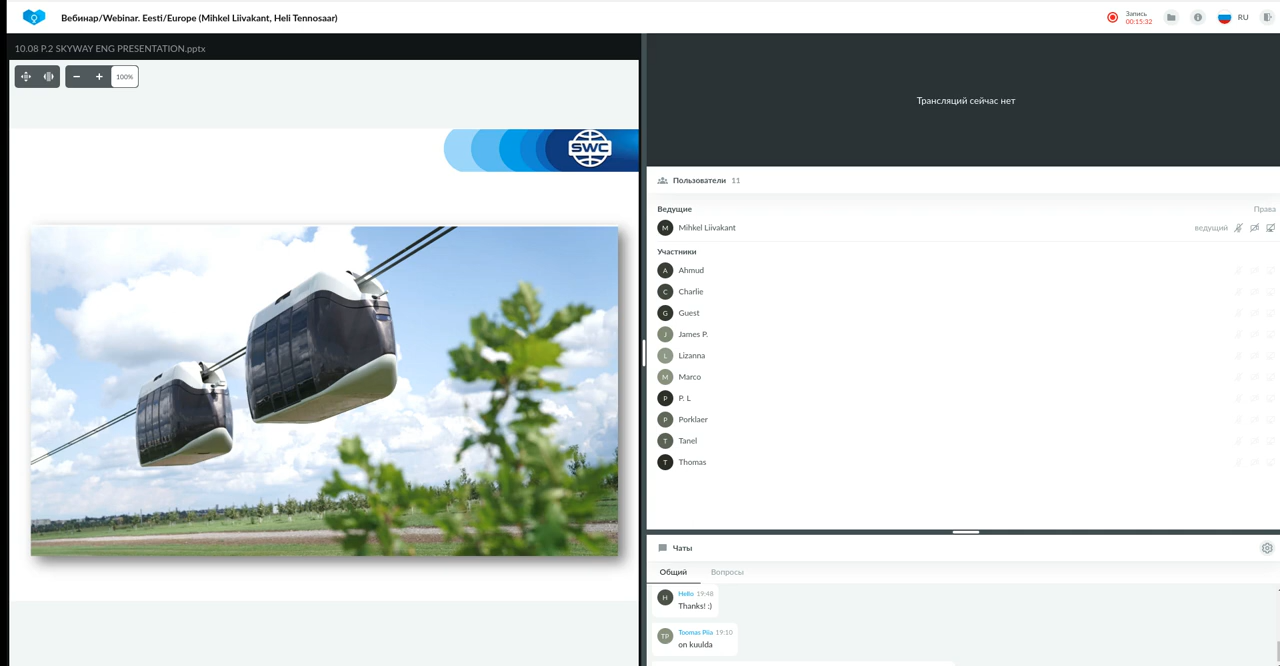 Вебинар/Webinar. Eesti/Europe (Mihkel Liivakant, Heli Tennosaar)
Запись
00:15:32
RU
10.08 P.2 SKYWAY ENG PRESENTATION.pptx
100%
SWC
Трансляций сейчас нет
Пользователи 11
Ведущие
Права
M Mihkel Liivakant
ведущий
Участники
A Ahmud
C Charlie
G Guest
J James P.
L Lizanna
M Marco
P P. L
P Porklaer
T Tanel
T Thomas
Чаты
Общий
Вопросы
H Hello 19:48
Thanks! :)
TP Toomas Pila 19:10
on kuulda